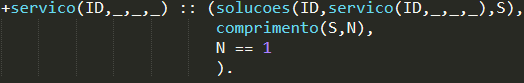 +servico(ID,_,_,_) :: (solucoes(ID,servico(ID,_,_,_),S),
comprimento(S,N),
N == 1
).